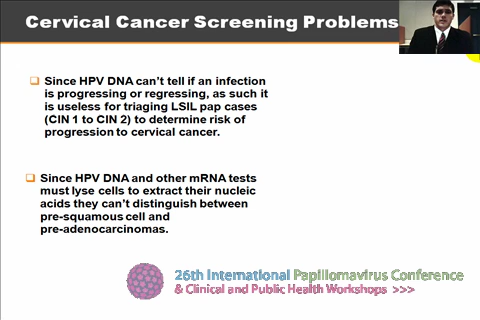 Cervical Cancer Screening Problems
Since HPV DNA can't tell if an infection
is progressing or regressing, as such it
is useless for triaging LSIL pap cases
(CIN 1 to CIN 2) to determine risk of
progression to cervical cancer.
Since HPV DNA and other mRNA tests
must lyse cells to extract their nucleic
acids they can't distinguish between
pre-squamous cell and
pre-adenocarcinomas.
26th International Papillomavirus Conference
& Clinical and Public Health Workshops >>>